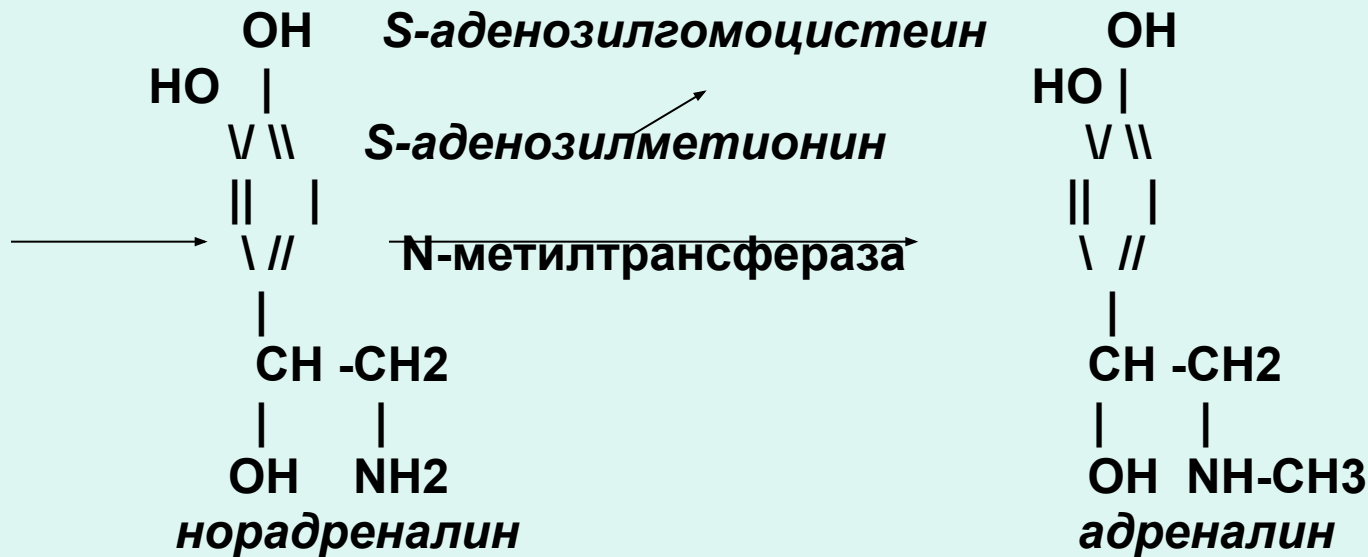 OH S-аденозилгомоцистеин OH
HO | HO |
\/ \\ S-аденозилметионин \/ \\
|| | || |
\ // N-метилтрансфераза \ //
| |
CH -CH2 CH -CH2
| | | |
OH NH2 OH NH-CH3
норадреналин адреналин